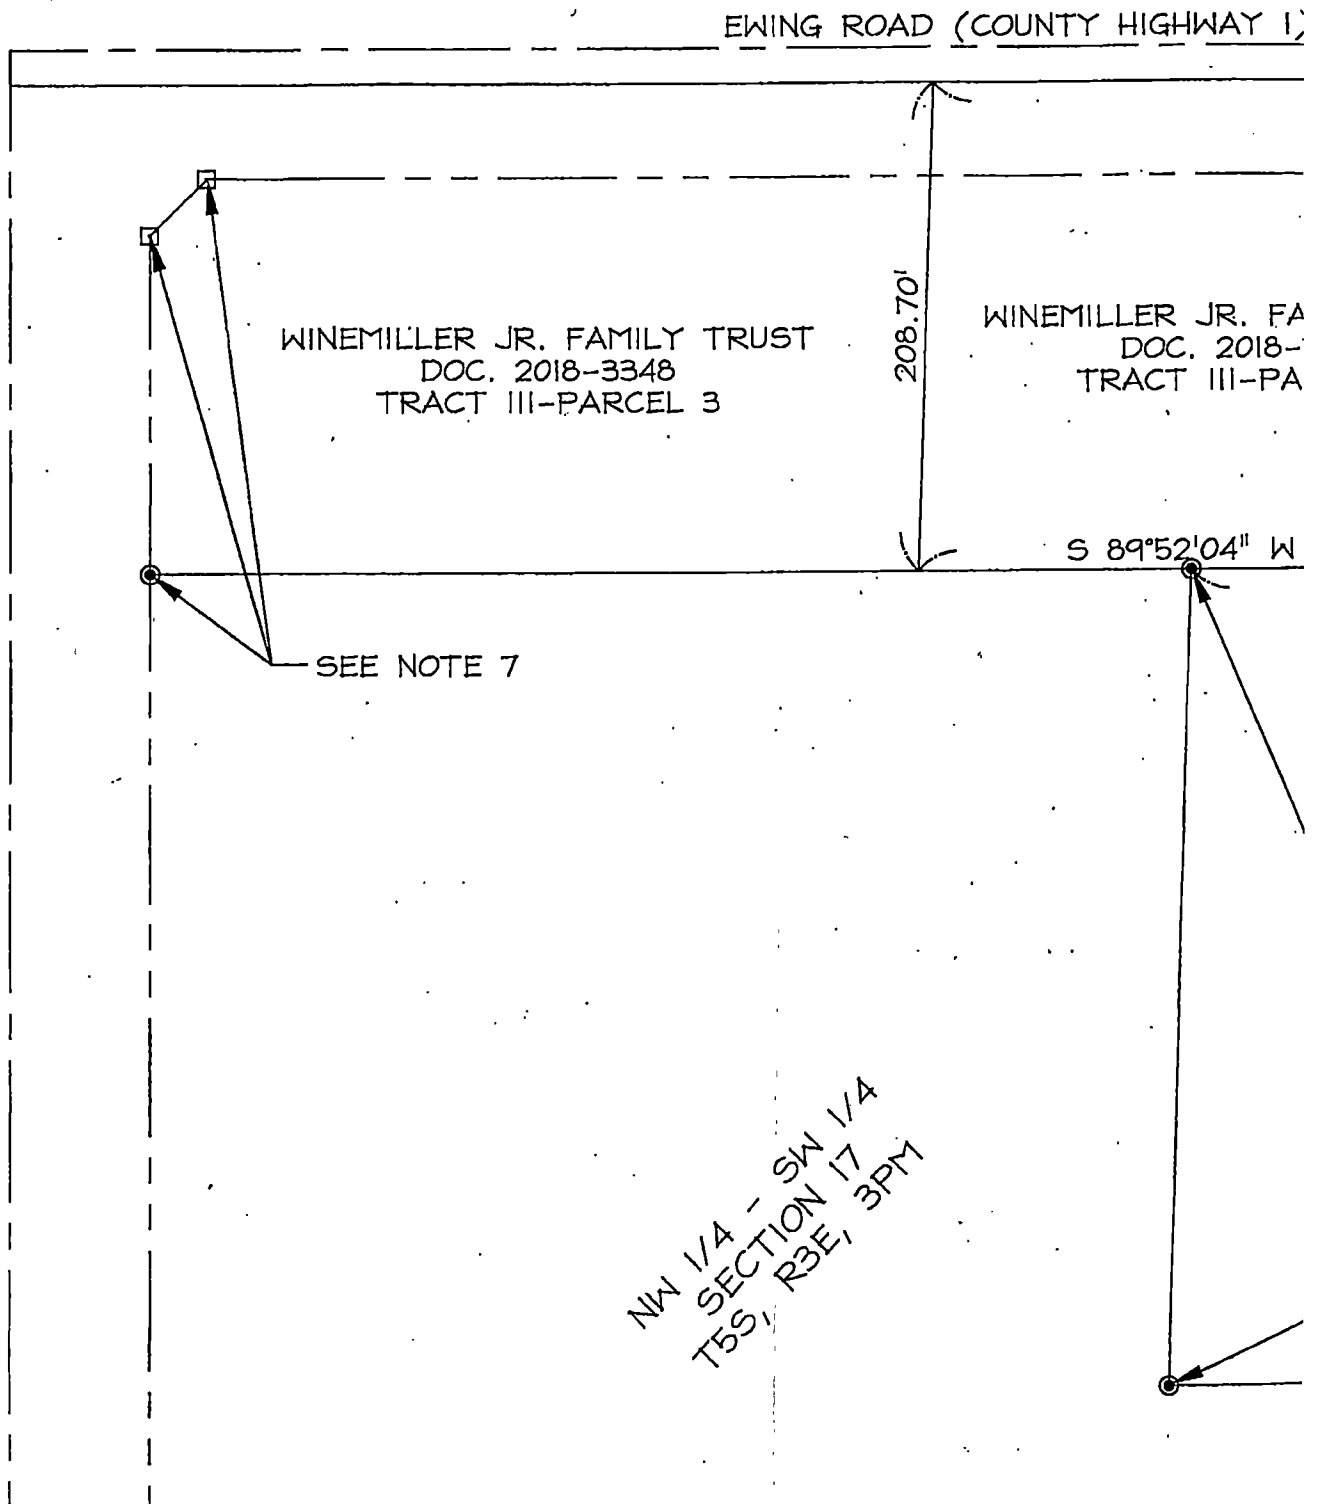 EWING ROAD (COUNTY HIGHWAY 1)
WINEMILLER JR. FAMILY TRUST
DOC. 2018-3348
TRACT III-PARCEL 3
208.70'
WINEMILLER JR. FA
DOC. 2018-
TRACT III-PA
S 89°52'04" W
SEE NOTE 7
NW 1/4 - SW 1/4
SECTION 17
T5S, R3E, 3PM